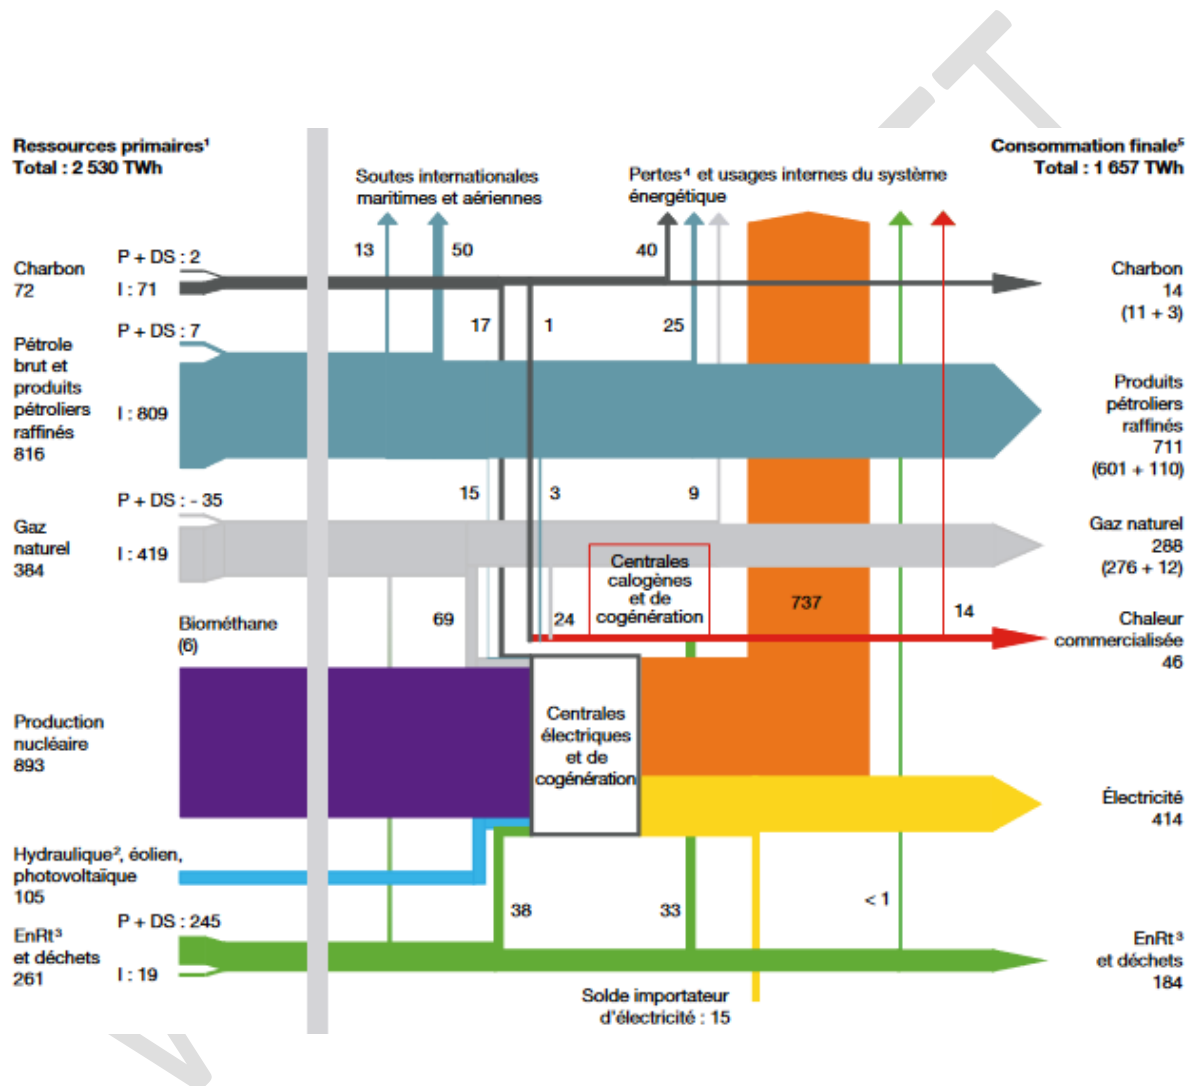 Ressources primaires¹
Total : 2 530 TWh
Consommation finale⁵
Total : 1 657 TWh
Soutes internationales
maritimes et aériennes
Pertes⁴ et usages internes du système
énergétique
13
50
40
P + DS : 2
Charbon
72
I : 71
Charbon
14
(11 + 3)
17
1
25
P + DS : 7
Pétrole
brut et
produits
pétroliers
raffinés
816
I : 809
Produits
pétroliers
raffinés
711
(601 + 110)
15
3
9
P + DS : - 35
Gaz
naturel
384
I : 419
Gaz naturel
288
(276 + 12)
Centrales
calogènes
et de
cogénération
737
69
24
14
Biométhane
(6)
Chaleur
commercialisée
46
Production
nucléaire
893
Centrales
électriques
et de
cogénération
Électricité
414
Hydraulique², éolien,
photovoltaïque
105
38
33
< 1
P + DS : 245
EnRt³
et déchets
261
I : 19
EnRt³
et déchets
184
Solde importateur
d'électricité : 15